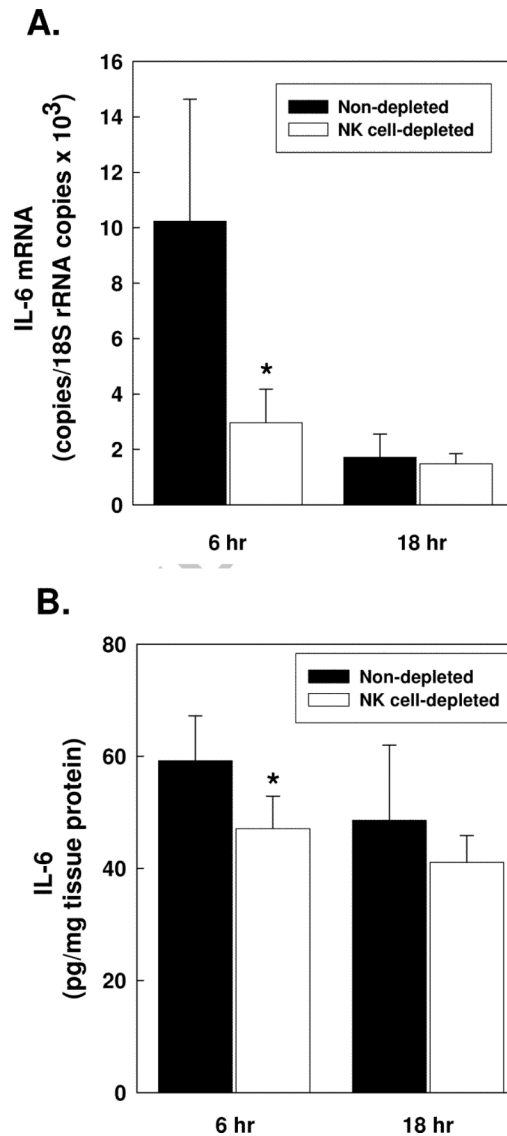 A.
IL-6 mRNA
(copies/18S rRNA copies x 10³)
16
14
12
10
8
6
4
2
0
Non-depleted
NK cell-depleted
*
6 hr
18 hr
B.
IL-6
(pg/mg tissue protein)
80
60
40
20
0
Non-depleted
NK cell-depleted
*
6 hr
18 hr